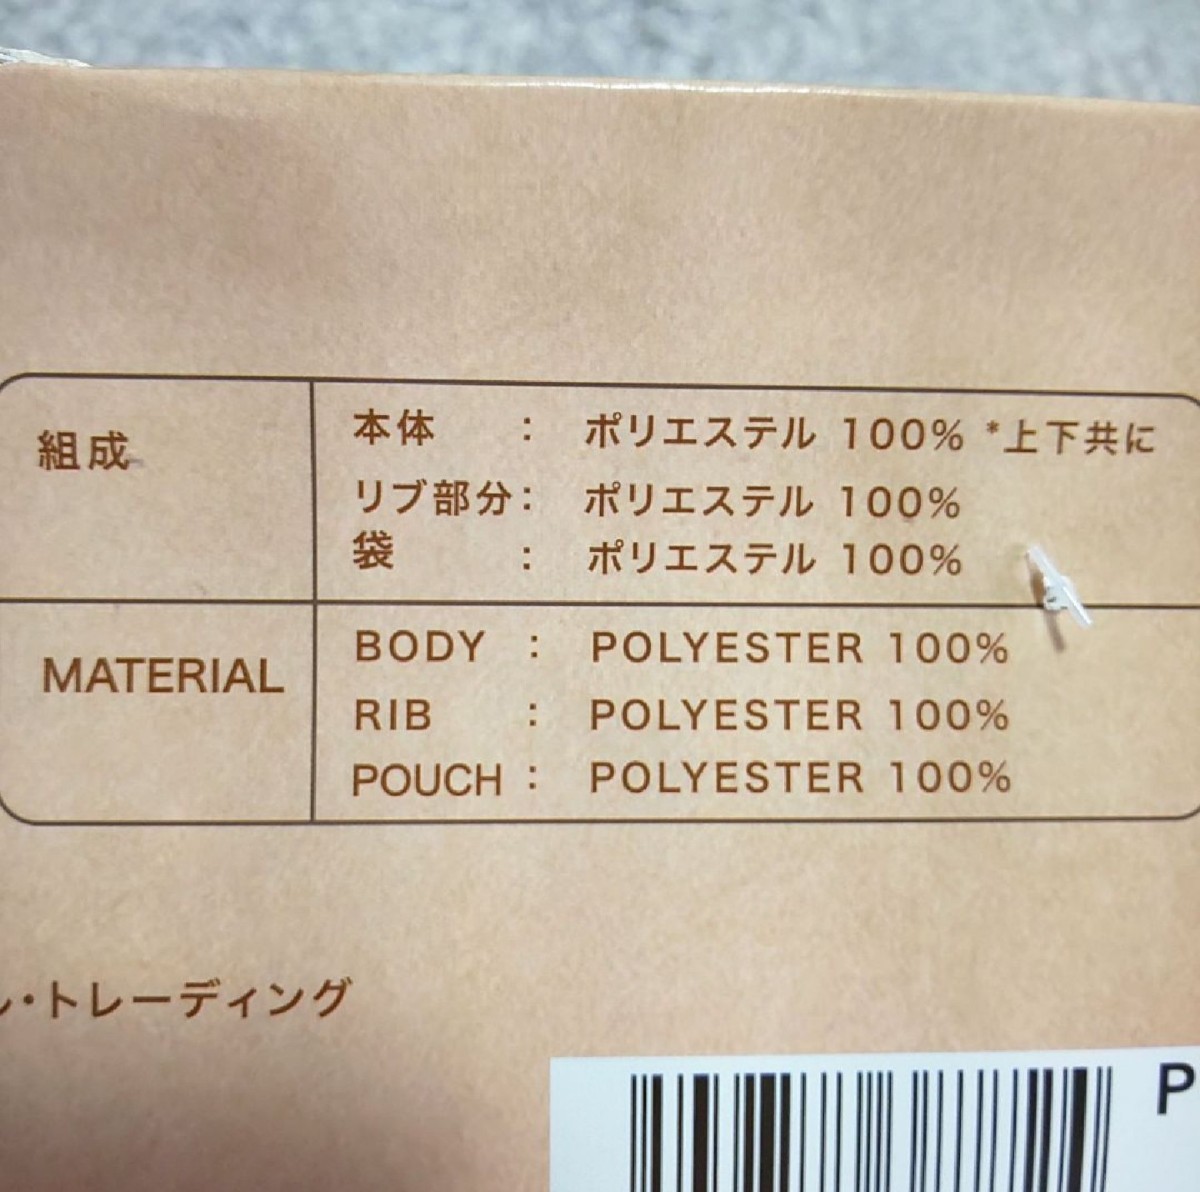 組成
本体 : ポリエステル 100% *上下共に
リブ部分: ポリエステル 100%
袋 : ポリエステル 100%
MATERIAL
BODY : POLYESTER 100%
RIB : POLYESTER 100%
POUCH : POLYESTER 100%
ル・トレーディング
P